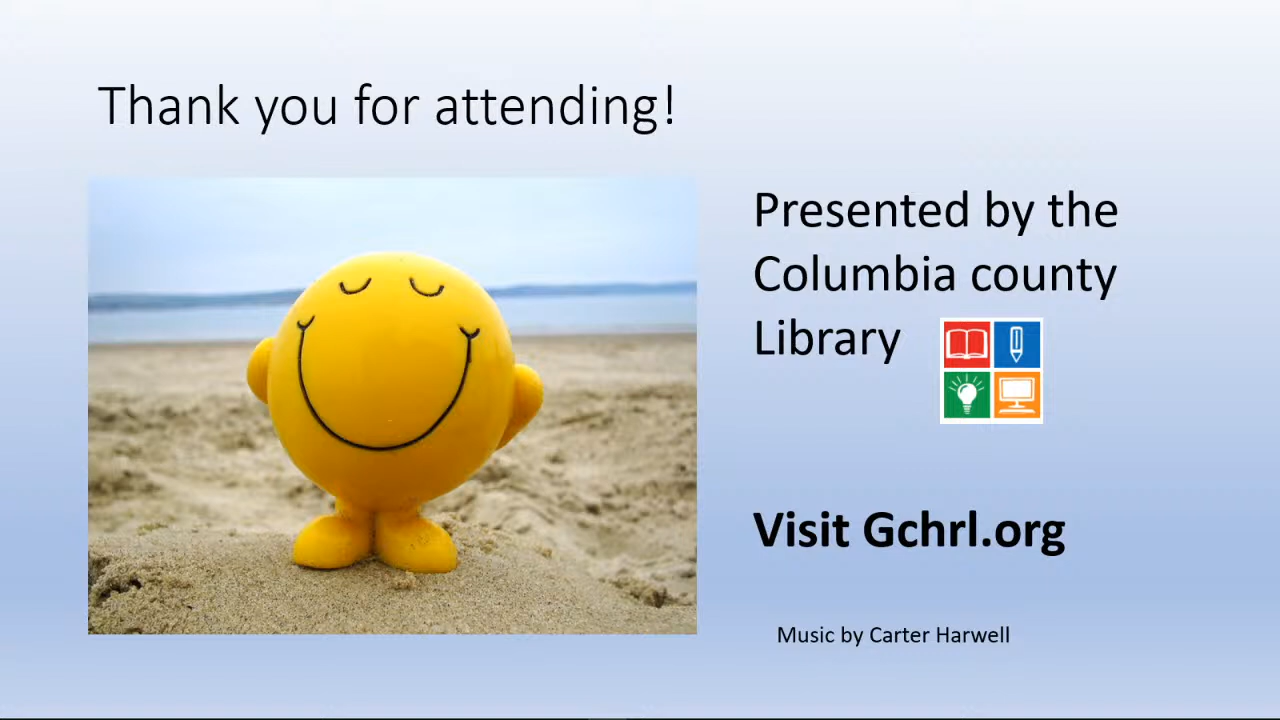 Thank you for attending!
Presented by the
Columbia county
Library
Visit Gchrl.org
Music by Carter Harwell